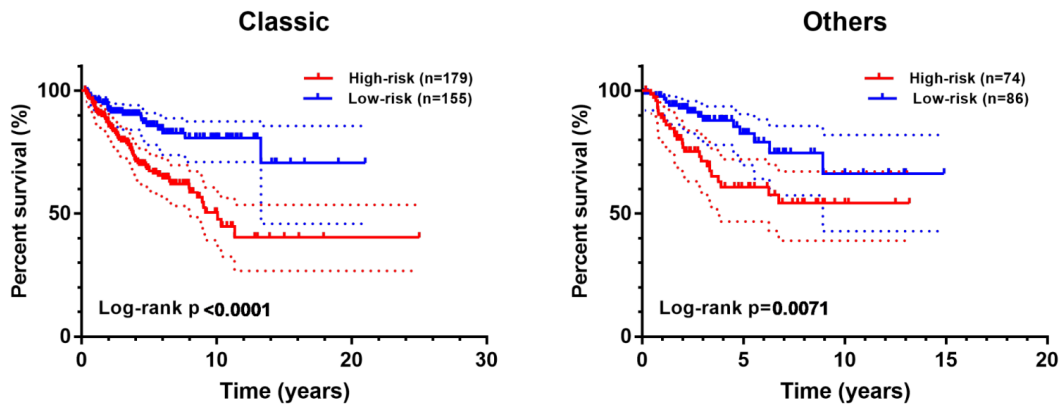 Classic
High-risk (n=179)
Low-risk (n=155)
Percent survival (%)
100
50
0
Log-rank p <0.0001
0
10
20
30
Time (years)
Others
High-risk (n=74)
Low-risk (n=86)
Percent survival (%)
100
50
0
Log-rank p=0.0071
0
5
10
15
20
Time (years)